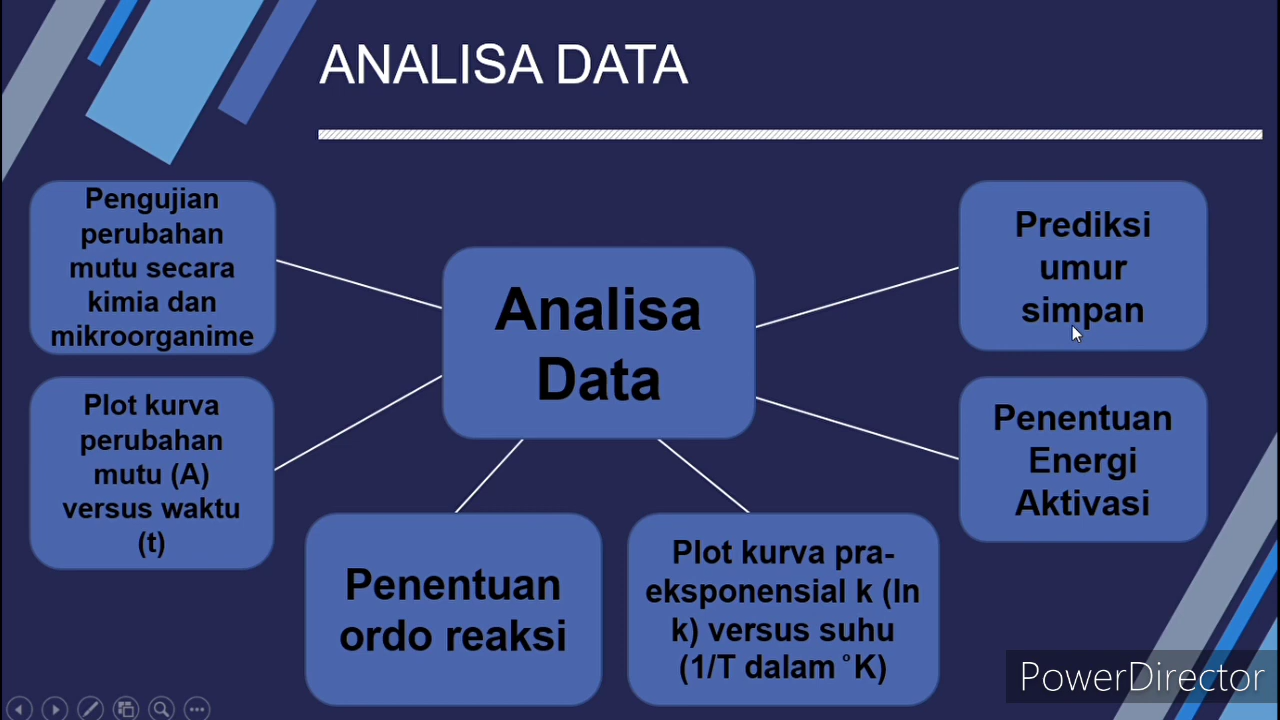 ANALISA DATA
Pengujian
perubahan
mutu secara
kimia dan
mikroorganime
Plot kurva
perubahan
mutu (A)
versus waktu
(t)
Analisa
Data
Penentuan
ordo reaksi
Plot kurva pra-
eksponensial k (ln
k) versus suhu
(1/T dalam °K)
Prediksi
umur
simpan
Penentuan
Energi
Aktivasi
PowerDirector